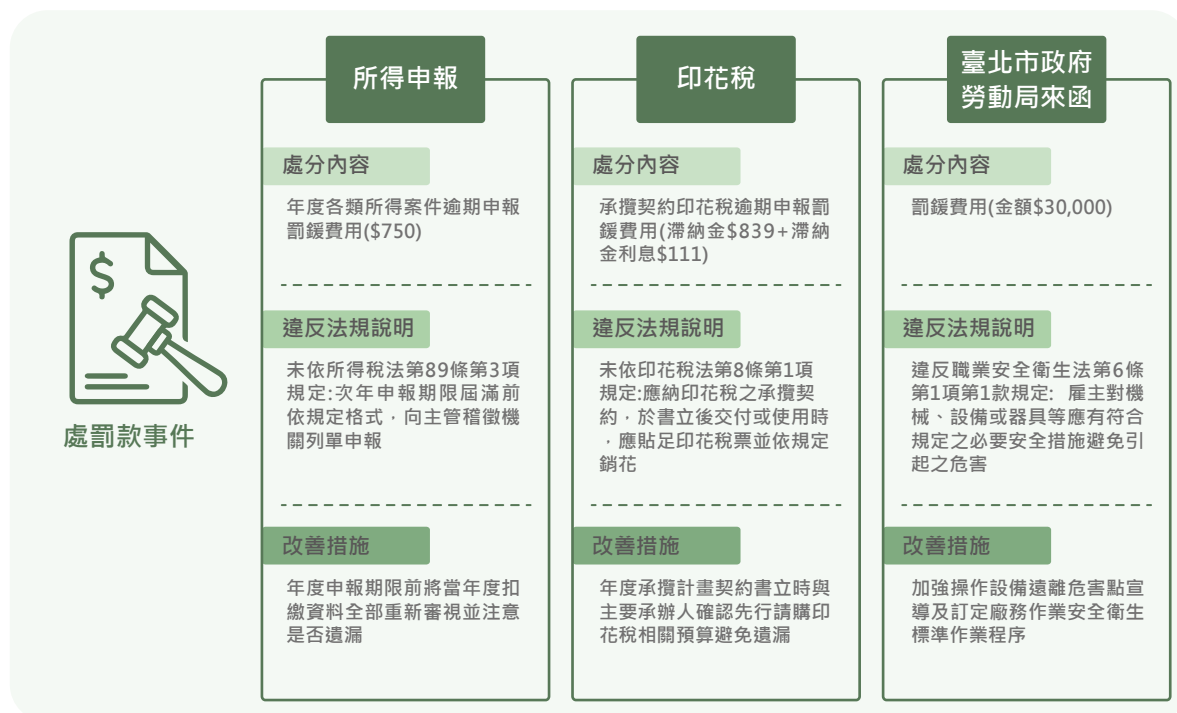 處罰款事件
所得申報
處分內容
年度各類所得案件逾期申報
罰鍰費用($750)
違反法規說明
未依所得稅法第89條第3項
規定:次年申報期限屆滿前
依規定格式，向主管稽徵機
關列單申報
改善措施
年度申報期限前將當年度扣
繳資料全部重新審視並注意
是否遺漏
印花稅
處分內容
承攬契約印花稅逾期申報罰
鍰費用(滯納金$839+滯納
金利息$111)
違反法規說明
未依印花稅法第8條第1項
規定:應納印花稅之承攬契
約，於書立後交付或使用時
，應貼足印花稅票並依規定
銷花
改善措施
年度承攬計畫契約書立時與
主要承辦人確認先行請購印
花稅相關預算避免遺漏
臺北市政府
勞動局來函
處分內容
罰鍰費用(金額$30,000)
違反法規說明
違反職業安全衛生法第6條
第1項第1款規定: 雇主對機
械、設備或器具等應有符合
規定之必要安全措施避免引
起之危害
改善措施
加強操作設備遠離危害點宣
導及訂定廠務作業安全衛生
標準作業程序